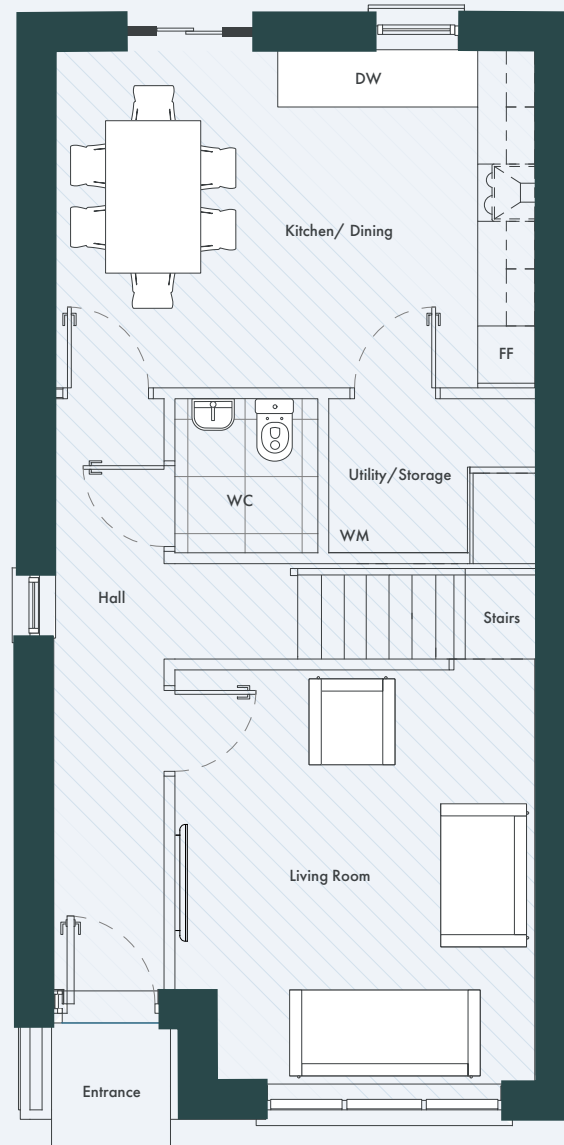 DW
Kitchen/ Dining
FF
Utility/Storage
WC
WM
Hall
Stairs
Living Room
Entrance